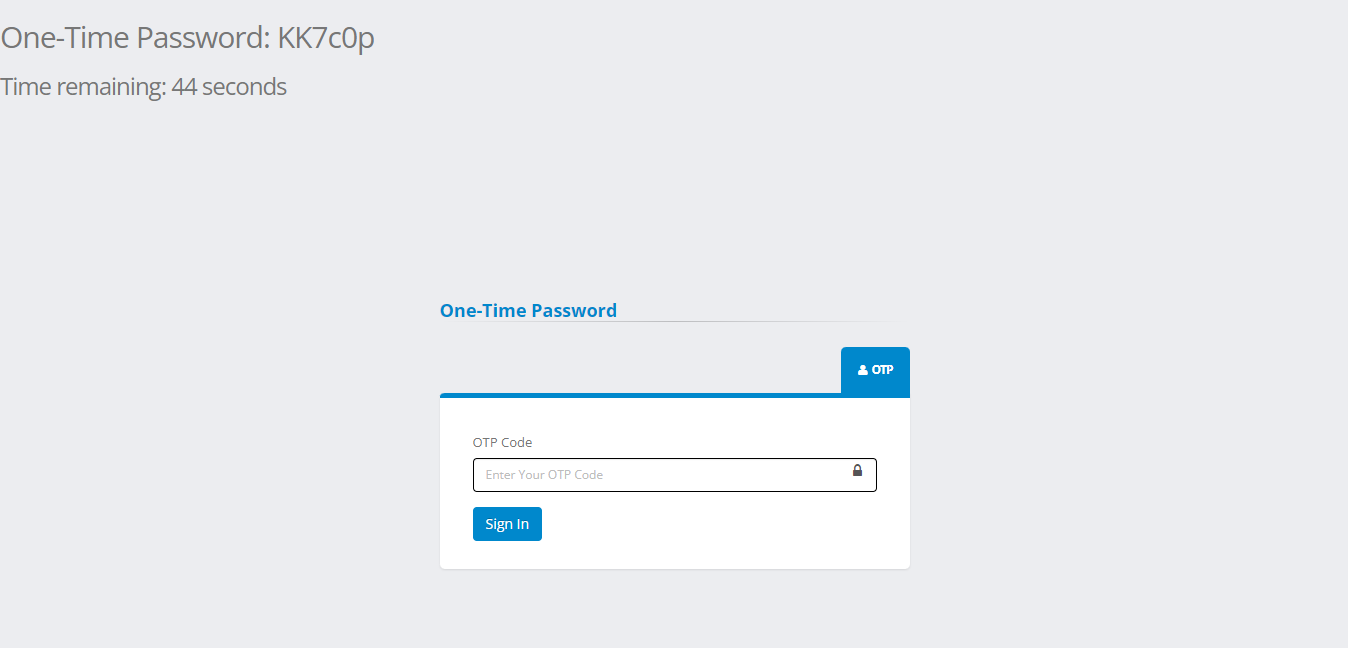 One-Time Password: KK7c0p
Time remaining: 44 seconds
One-Time Password
OTP
OTP Code
Enter Your OTP Code
Sign In